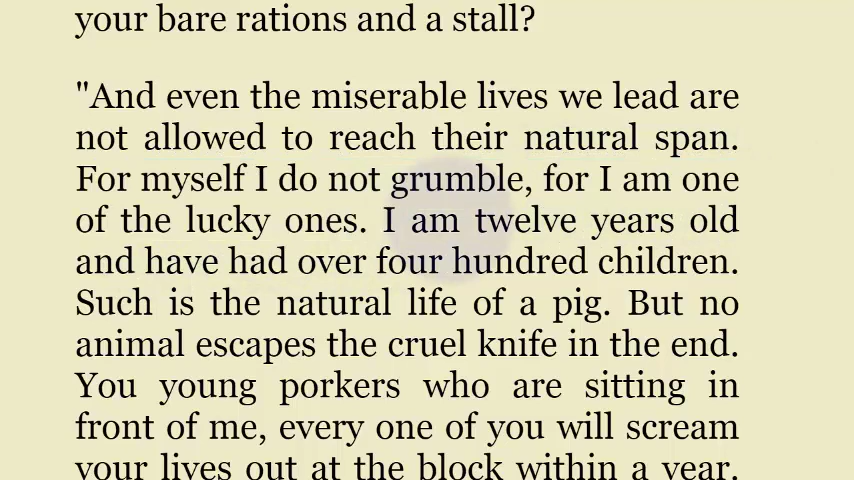 your bare rations and a stall?
"And even the miserable lives we lead are
not allowed to reach their natural span.
For myself I do not grumble, for I am one
of the lucky ones. I am twelve years old
and have had over four hundred children.
Such is the natural life of a pig. But no
animal escapes the cruel knife in the end.
You young porkers who are sitting in
front of me, every one of you will scream
your lives out at the block within a year.